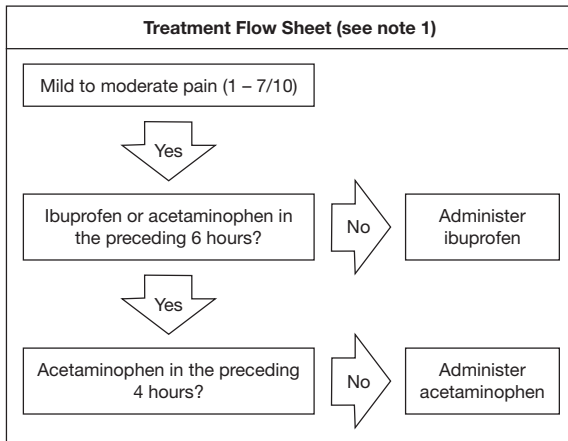 Treatment Flow Sheet (see note 1)
Mild to moderate pain (1 – 7/10)
Yes
Ibuprofen or acetaminophen in
the preceding 6 hours?
No
Administer
ibuprofen
Yes
Acetaminophen in the preceding
4 hours?
No
Administer
acetaminophen